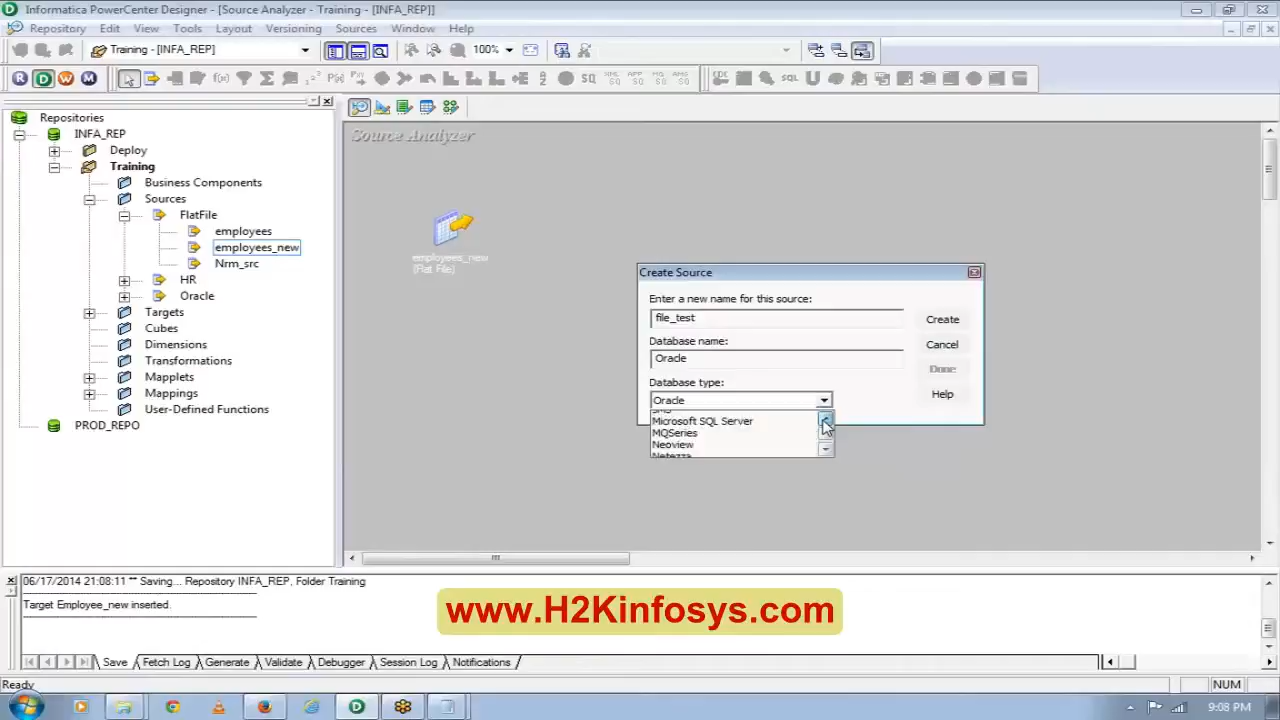 Informatica PowerCenter Designer - [Source Analyzer - Training - [INFA_REP]]
Repository Edit View Tools Layout Versioning Sources Window Help
Training - [INFA_REP]
100%
Repositories
INFA_REP
Deploy
Training
Business Components
Sources
FlatFile
employees
employees_new
Nrm_src
HR
Oracle
Targets
Cubes
Dimensions
Transformations
Mapplets
Mappings
User-Defined Functions
PROD_REPO
Source Analyzer
employees_new
(Flat File)
Create Source
Enter a new name for this source:
file_test
Create
Database name:
Cancel
Oracle
Done
Database type:
Help
Oracle
Microsoft SQL Server
MQSeries
Neoview
Netezza
06/17/2014 21:08:11 ** Saving... Repository INFA_REP, Folder Training
Target Employee_new inserted.
www.H2Kinfosys.com
Save Fetch Log Generate Validate Debugger Session Log Notifications
Ready
NUM
9:08 PM